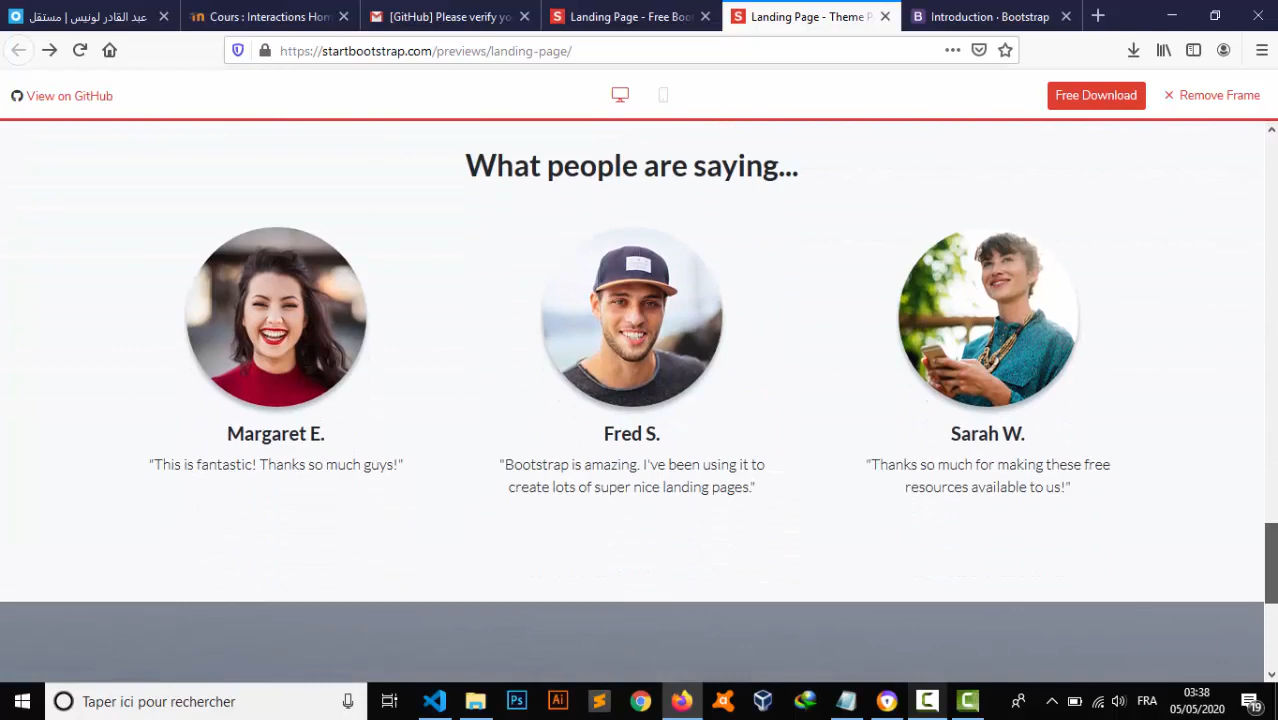 عبد القادر لونيس | مستقل
Cours : Interactions Hom
[GitHub] Please verify yo
Landing Page - Free Boo
Landing Page - Theme P
Introduction · Bootstrap
https://startbootstrap.com/previews/landing-page/
View on GitHub
Free Download
× Remove Frame
What people are saying...
Margaret E.
Fred S.
Sarah W.
"This is fantastic! Thanks so much guys!"
"Bootstrap is amazing. I've been using it to
create lots of super nice landing pages."
"Thanks so much for making these free
resources available to us!"
Taper ici pour rechercher
FRA
03:38
05/05/2020
19